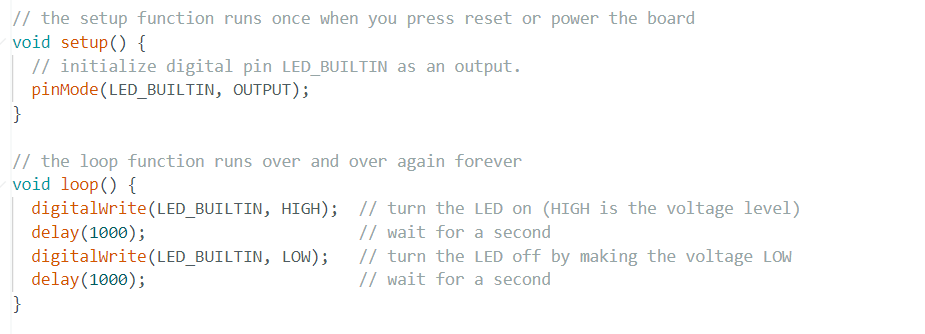 // the setup function runs once when you press reset or power the board
void setup() {
  // initialize digital pin LED_BUILTIN as an output.
  pinMode(LED_BUILTIN, OUTPUT);
}

// the loop function runs over and over again forever
void loop() {
  digitalWrite(LED_BUILTIN, HIGH);  // turn the LED on (HIGH is the voltage level)
  delay(1000);                      // wait for a second
  digitalWrite(LED_BUILTIN, LOW);   // turn the LED off by making the voltage LOW
  delay(1000);                      // wait for a second
}